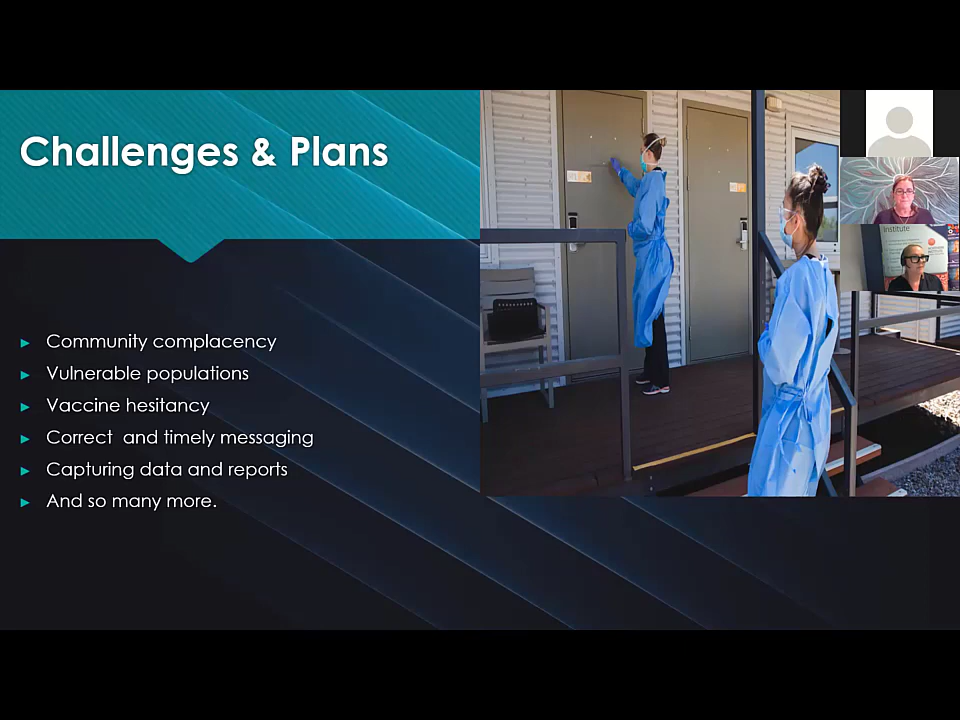 Challenges & Plans
Community complacency
Vulnerable populations
Vaccine hesitancy
Correct and timely messaging
Capturing data and reports
And so many more.
Institute